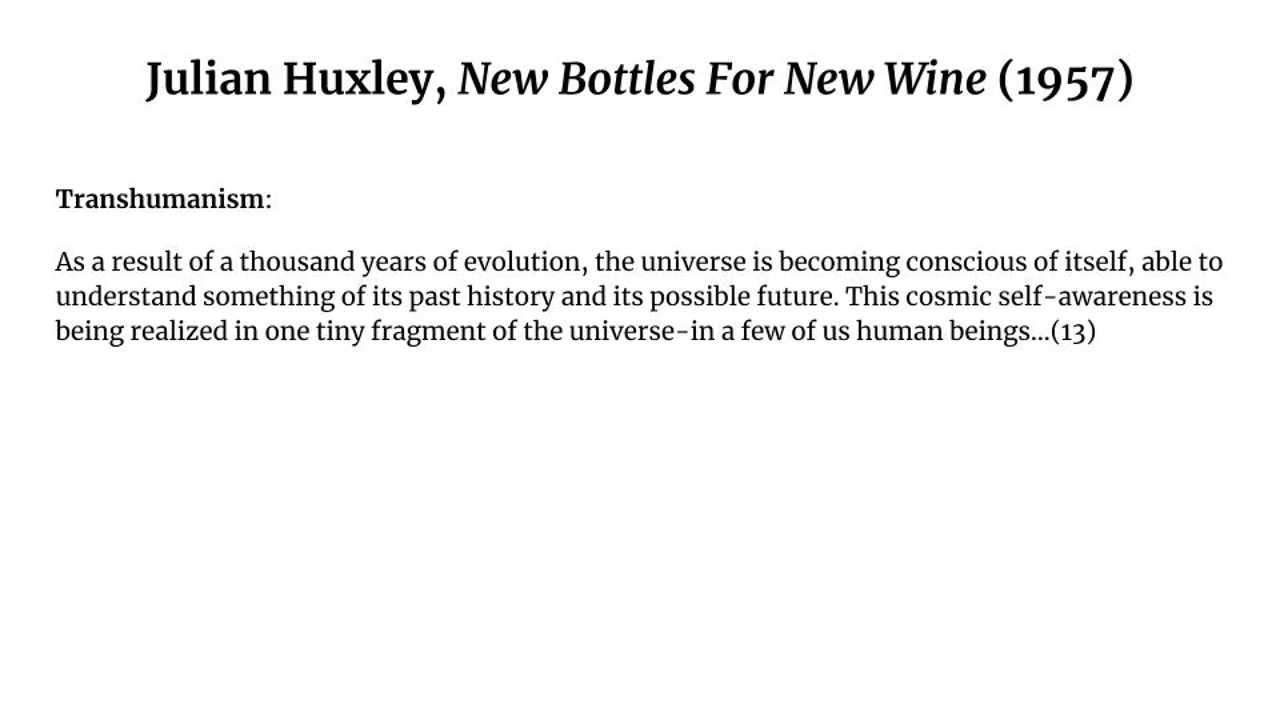 Julian Huxley, New Bottles For New Wine (1957)
Transhumanism:
As a result of a thousand years of evolution, the universe is becoming conscious of itself, able to
understand something of its past history and its possible future. This cosmic self-awareness is
being realized in one tiny fragment of the universe-in a few of us human beings...(13)